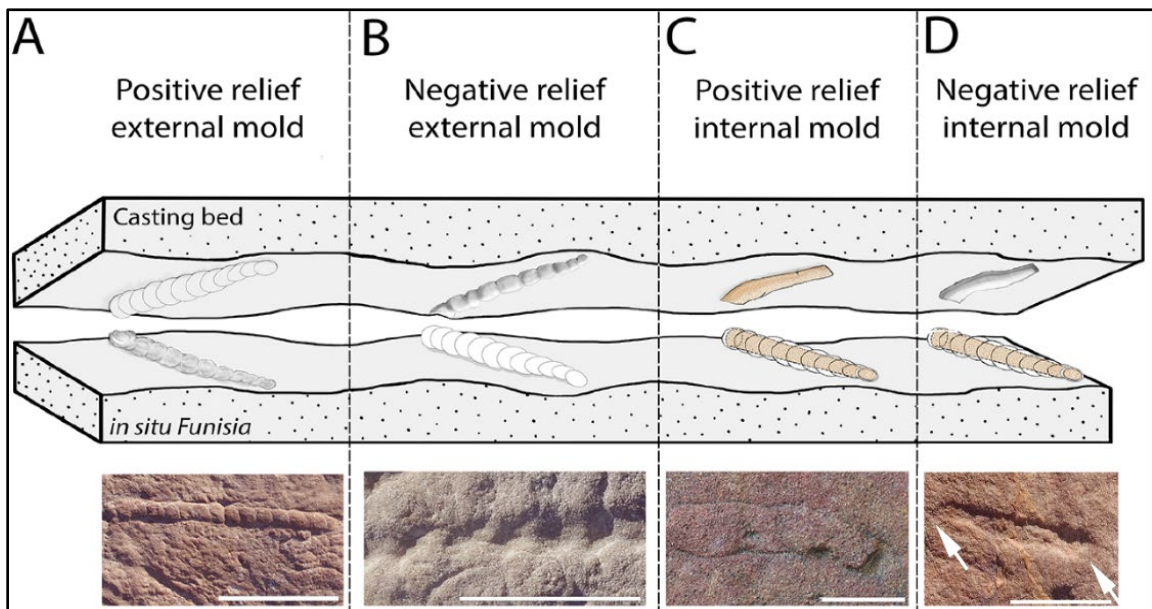 A
Positive relief
external mold
B
Negative relief
external mold
C
Positive relief
internal mold
D
Negative relief
internal mold
Casting bed
in situ Funisia